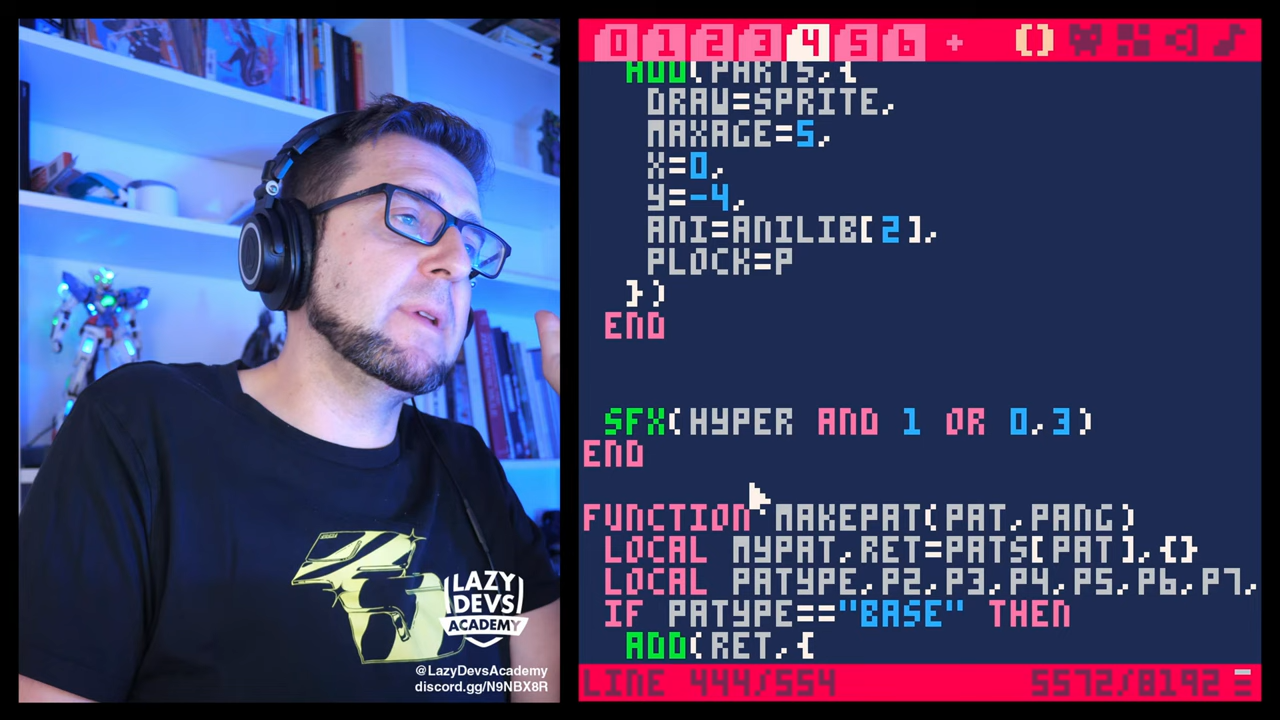 0 1 2 3 4 5 6 + ()
ADD(PARTS,{
DRAW=SPRITE,
MAXAGE=5,
X=0,
Y=-4,
ANI=ANILIB[2],
PLOCK=P
})
END
SFX(HYPER AND 1 OR 0,3)
END
FUNCTION MAKEPAT(PAT,PANG)
LOCAL MYPAT,RET=PATS[PAT],{}
LOCAL PATYPE,P2,P3,P4,P5,P6,P7,
IF PATYPE=="BASE" THEN
ADD(RET,{
LINE 444/554 5572/8192
LAZY
DEVS
ACADEMY
@LazyDevsAcademy
discord.gg/N9NBX8R